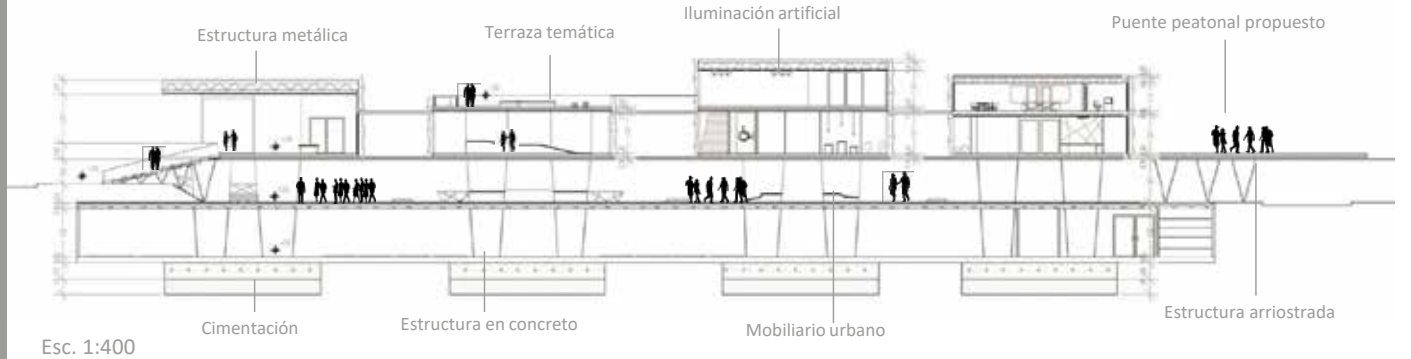 Iluminación artificial
Puente peatonal propuesto
Estructura metálica
Terraza temática
Cimentación
Estructura en concreto
Mobiliario urbano
Estructura arriostrada
Esc. 1:400